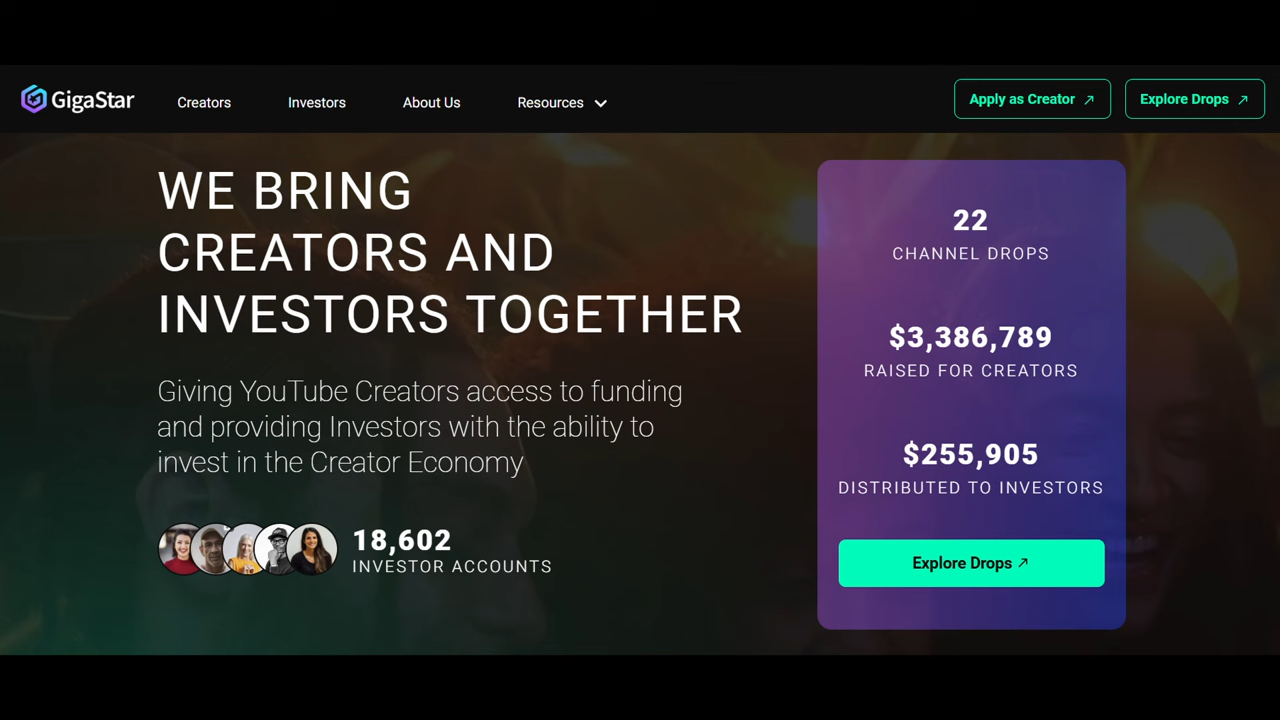 GigaStar
Creators
Investors
About Us
Resources
Apply as Creator
Explore Drops
WE BRING
CREATORS AND
INVESTORS TOGETHER
Giving YouTube Creators access to funding
and providing Investors with the ability to
invest in the Creator Economy
18,602
INVESTOR ACCOUNTS
22
CHANNEL DROPS
$3,386,789
RAISED FOR CREATORS
$255,905
DISTRIBUTED TO INVESTORS
Explore Drops